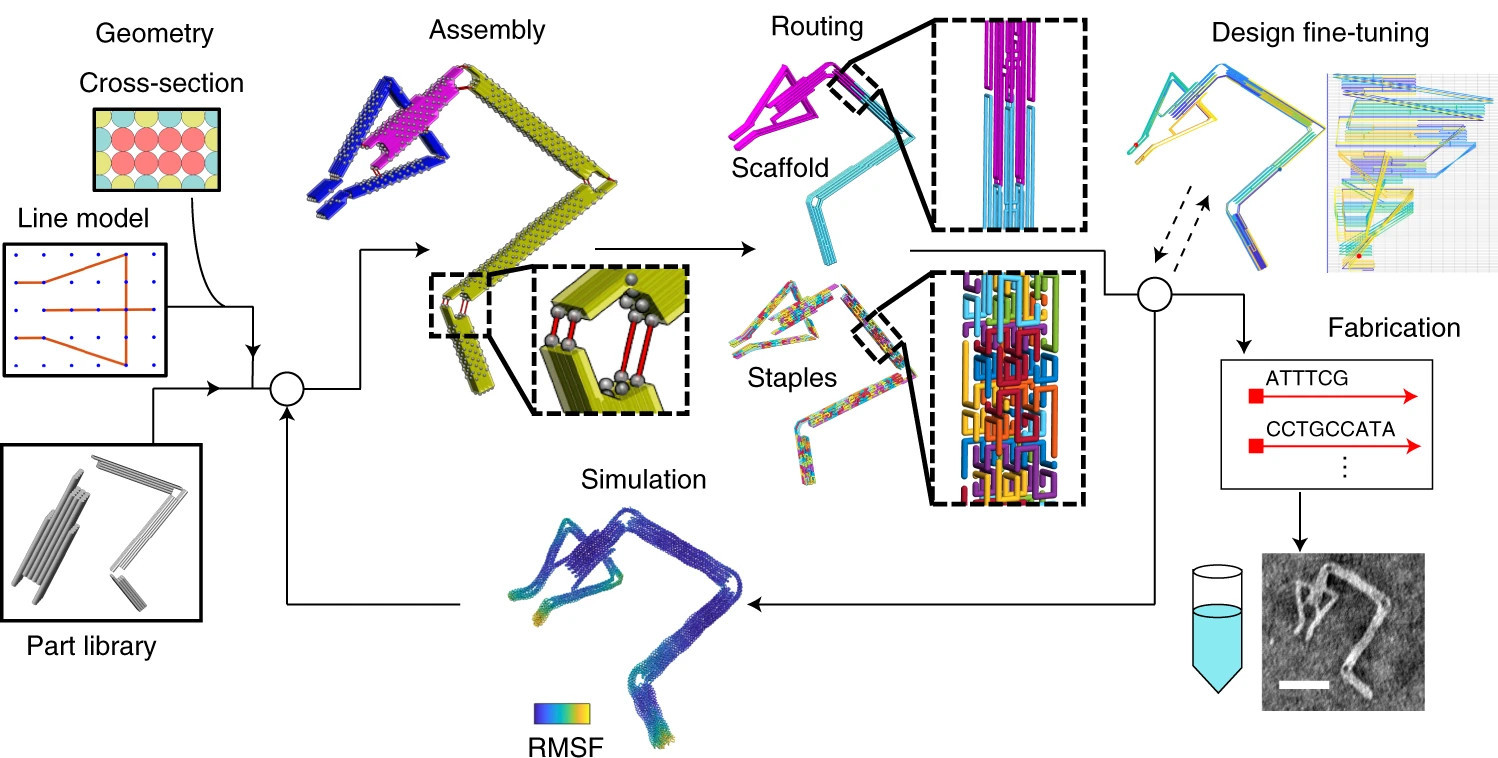 Geometry
Cross-section
Line model
Part library
Assembly
Routing
Scaffold
Staples
Design fine-tuning
Fabrication
ATTTCG
CCTGCCATA
⋮
Simulation
RMSF